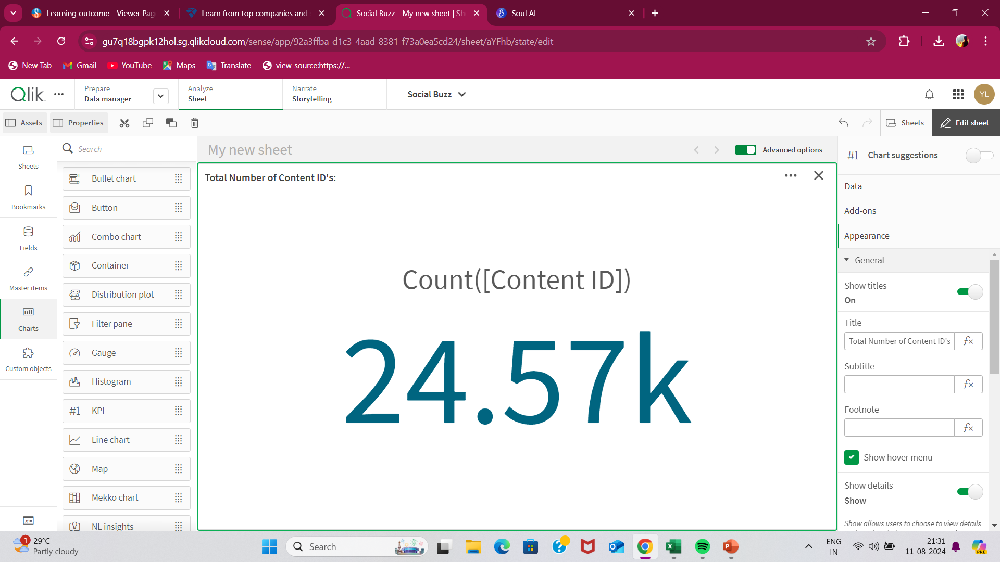 Learning outcome - Viewer Pag
Learn from top companies and
Social Buzz - My new sheet | Sh
Soul AI
gu7q18bgpk12hol.sg.qlikcloud.com/sense/app/92a3ffba-d1c3-4aad-8381-f73a0ea5cd24/sheet/aYFhb/state/edit
New Tab
Gmail
YouTube
Maps
Translate
view-source:https://...
Qlik
Prepare
Data manager
Analyze
Sheet
Narrate
Storytelling
Social Buzz
YL
Assets
Properties
Sheets
Edit sheet
Sheets
Bookmarks
Fields
Master items
Charts
Custom objects
Search
Bullet chart
Button
Combo chart
Container
Distribution plot
Filter pane
Gauge
Histogram
#1 KPI
Line chart
Map
Mekko chart
NL insights
My new sheet
Advanced options
Total Number of Content ID's:
Count([Content ID])
24.57k
#1 Chart suggestions
Data
Add-ons
Appearance
General
Show titles
On
Title
Total Number of Content ID's
fx
Subtitle
fx
Footnote
fx
Show hover menu
Show details
Show
Show allows users to choose to view details
1
29°C
Partly cloudy
Search
ENG
IN
21:31
11-08-2024
PRE